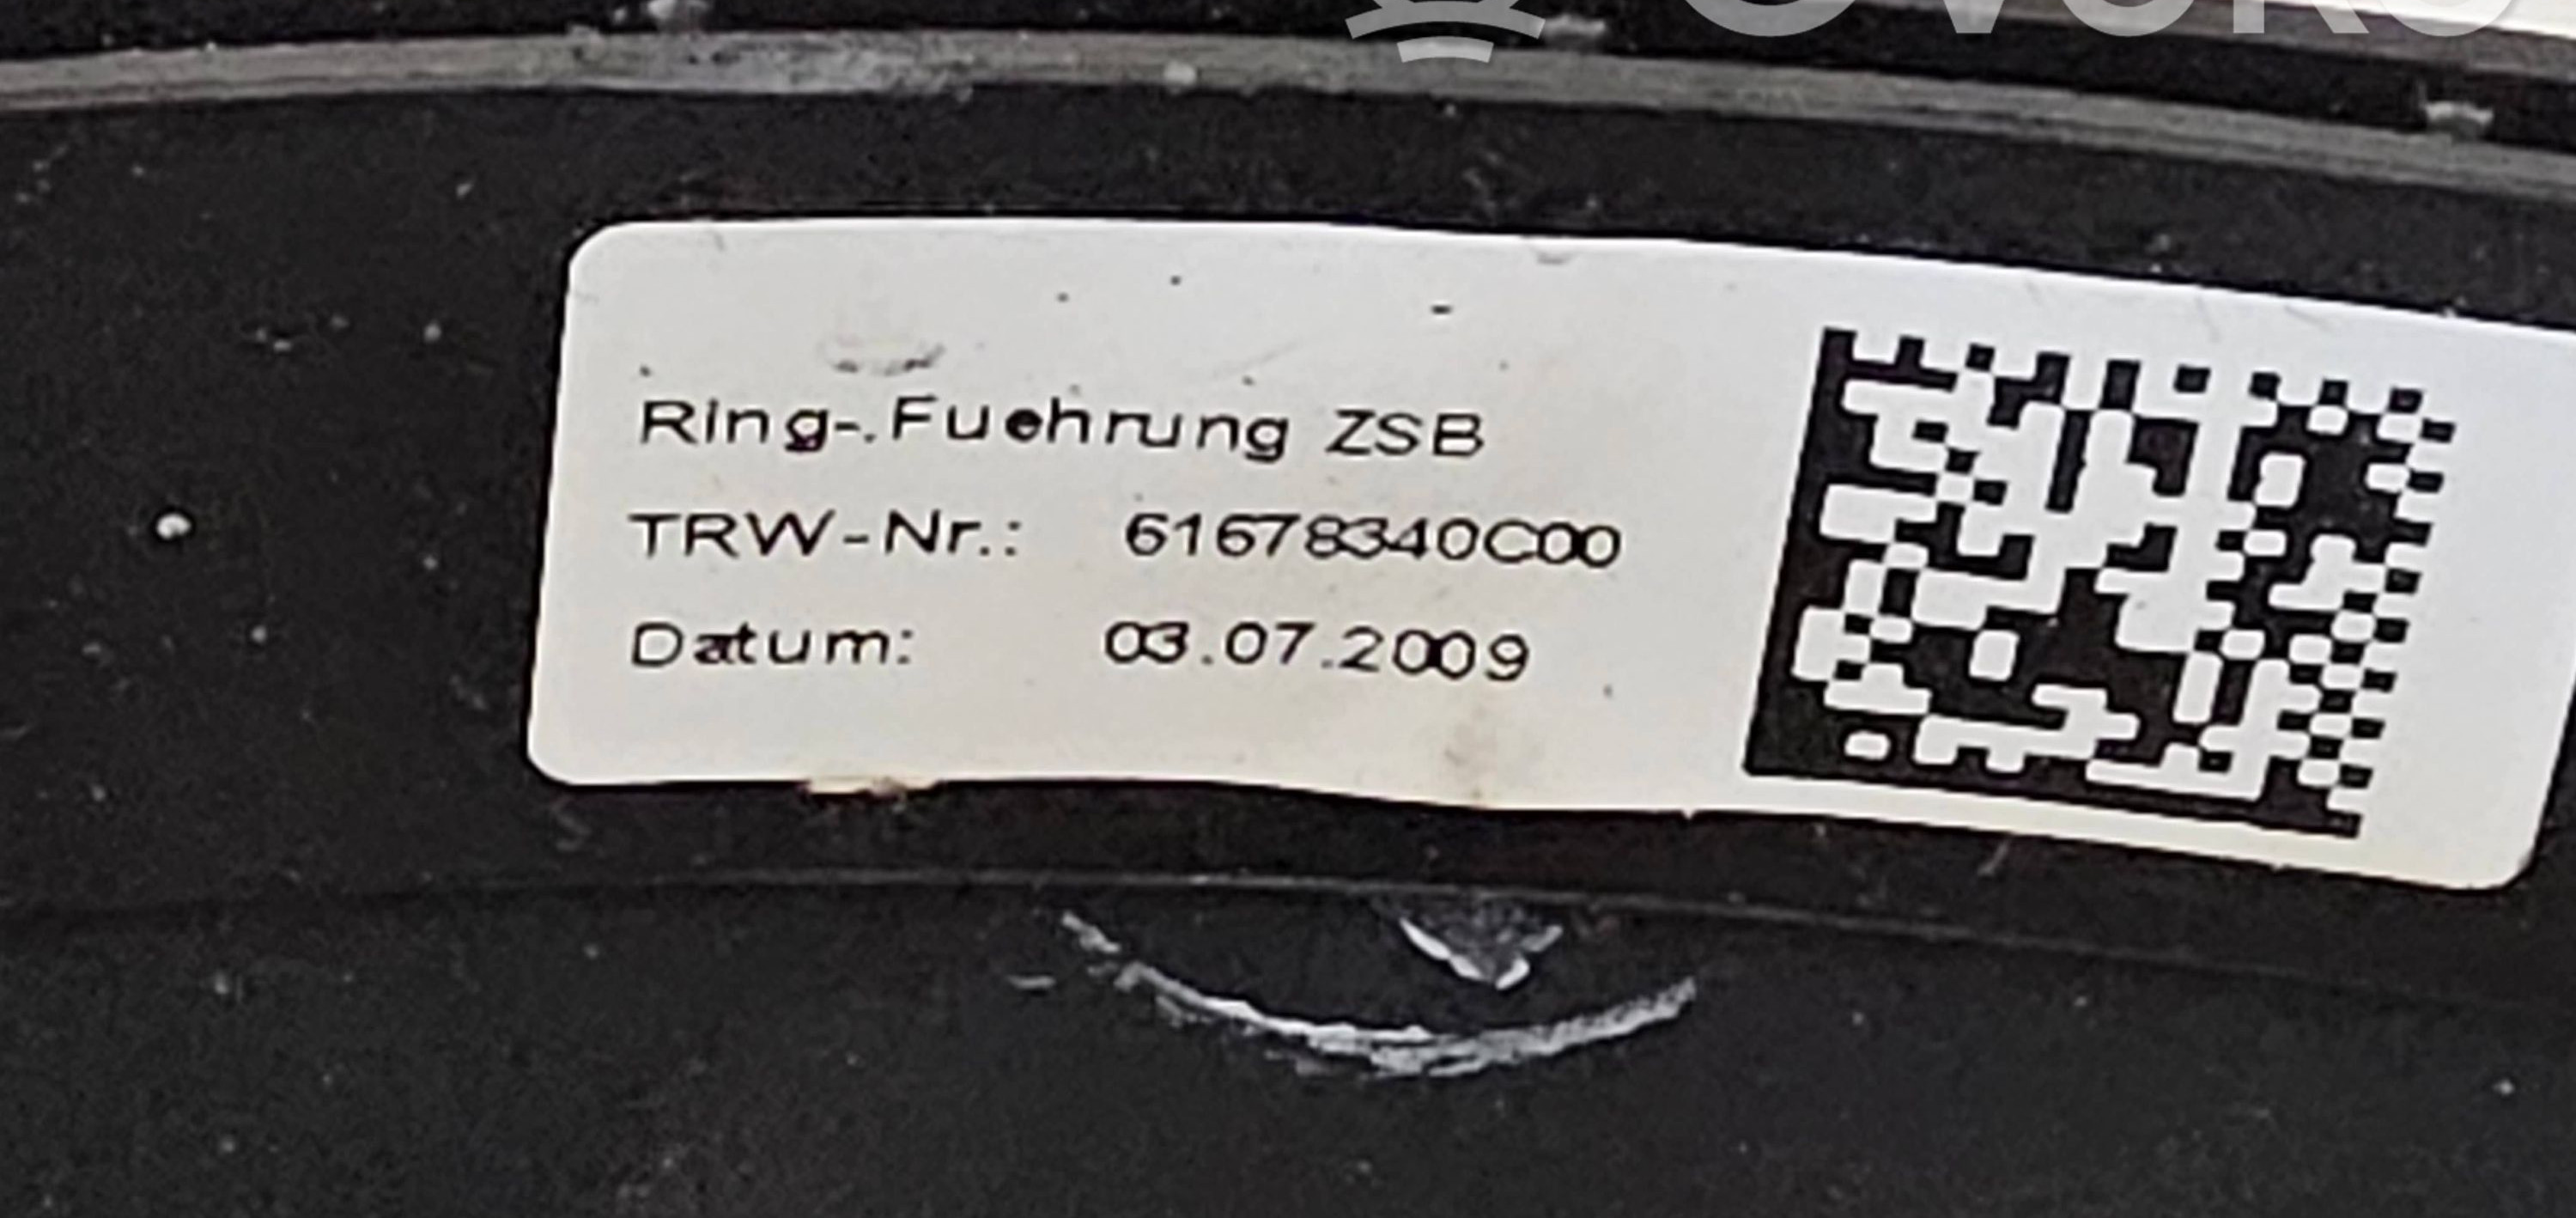 Ring-.Fuehrung ZSB
TRW-Nr.: 61678340C00
Datum: 03.07.2009